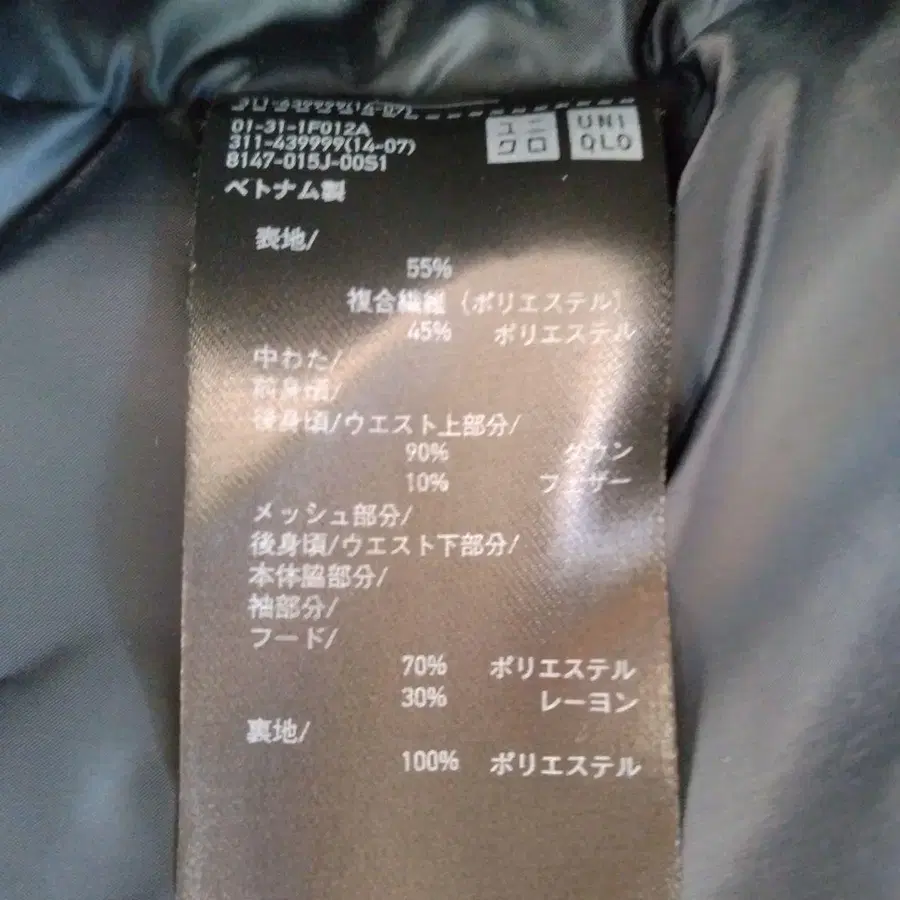 01-31-1F012A
311-439999(14-07)
8147-015J-00S1
ユニ
クロ
UNI
QLO
ベトナム製
表地/
55%
複合繊維 (ポリエステル)
45% ポリエステル
中わた/
前身頃/
後身頃/ウエスト上部分/
90% ダウン
10% フェザー
メッシュ部分/
後身頃/ウエスト下部分/
本体脇部分/
袖部分/
フード/
70% ポリエステル
30% レーヨン
裏地/
100% ポリエステル